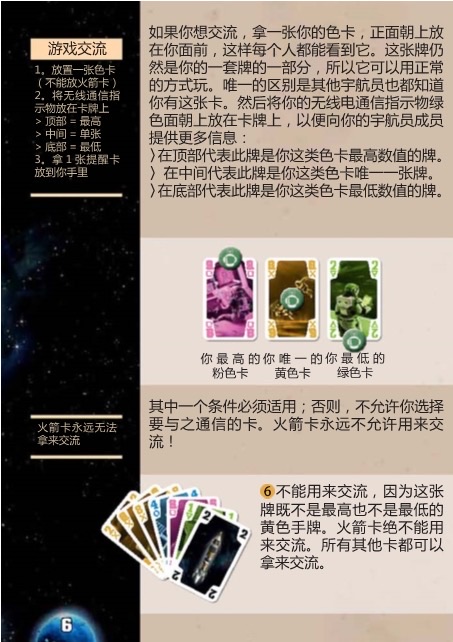 游戏交流
1。放置一张色卡
（不能放火箭卡）
2。将无线通信指
示物放在卡牌上
> 顶部 = 最高
> 中间 = 单张
> 底部 = 最低
3。拿 1 张提醒卡
放到你手里
如果你想交流，拿一张你的色卡，正面朝上放
在你面前，这样每个人都能看到它。这张牌仍
然是你的一套牌的一部分，所以它可以用正常
的方式玩。唯一的区别是其他宇航员也都知道
你有这张卡。然后将你的无线电通信指示物绿
色面朝上放在卡牌上，以便向你的宇航员成员
提供更多信息：
〉在顶部代表此牌是你这类色卡最高数值的牌。
〉在中间代表此牌是你这类色卡唯一一张牌。
〉在底部代表此牌是你这类色卡最低数值的牌。
你最高的 你唯一的 你最低的
粉色卡 黄色卡 绿色卡
火箭卡永远无法
拿来交流
其中一个条件必须适用；否则，不允许你选择
要与之通信的卡。火箭卡永远不允许用来交
流！
6 不能用来交流，因为这张
牌既不是最高也不是最低的
黄色手牌。火箭卡绝不能用
来交流。所有其他卡都可以
拿来交流。
6